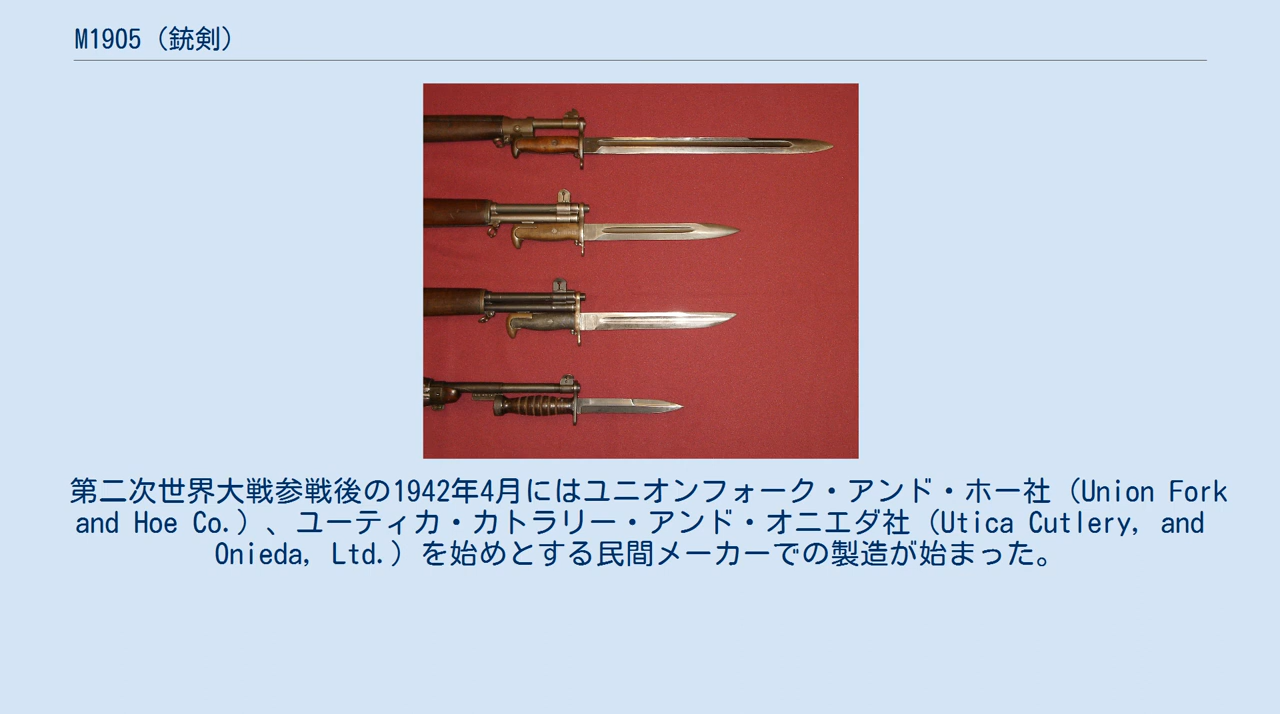 M1905（銃剣）
第二次世界大戦参戦後の1942年4月にはユニオンフォーク・アンド・ホー社（Union Fork
and Hoe Co.）、ユーティカ・カトラリー・アンド・オニエダ社（Utica Cutlery, and
Onieda, Ltd.）を始めとする民間メーカーでの製造が始まった。